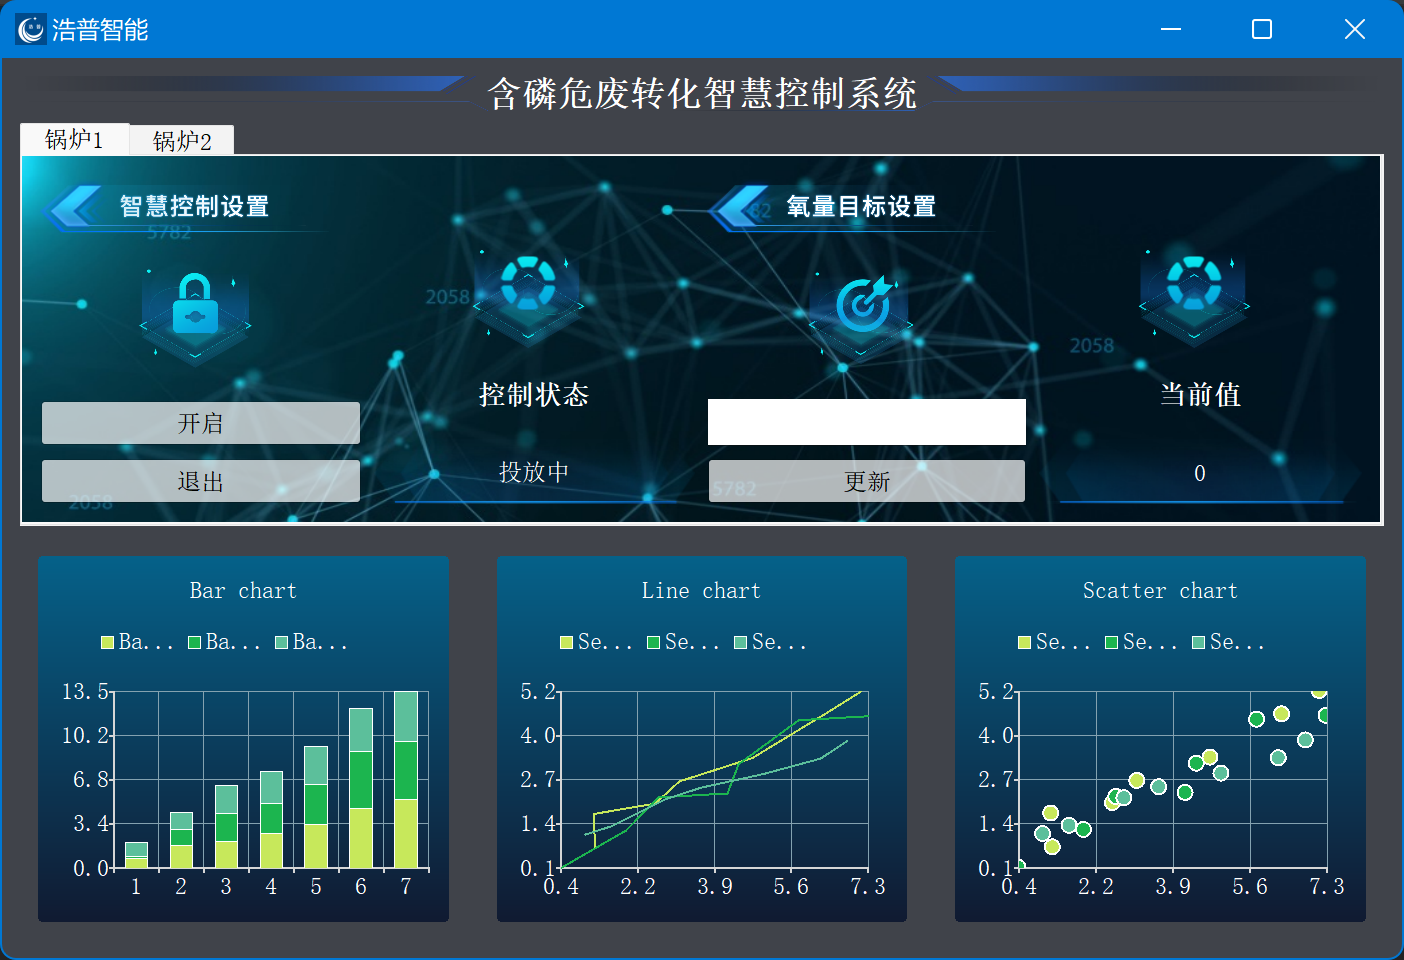 浩普智能
含磷危废转化智慧控制系统
锅炉1 锅炉2
智慧控制设置
氧量目标设置
82
5782
2058
2058
控制状态
当前值
开启
投放中
0
退出
更新
5782
2058
Bar chart
Ba... Ba... Ba...
13.5
10.2
6.8
3.4
0.0
1 2 3 4 5 6 7
Line chart
Se... Se... Se...
5.2
4.0
2.7
1.4
0.1
0.4 2.2 3.9 5.6 7.3
Scatter chart
Se... Se... Se...
5.2
4.0
2.7
1.4
0.1
0.4 2.2 3.9 5.6 7.3